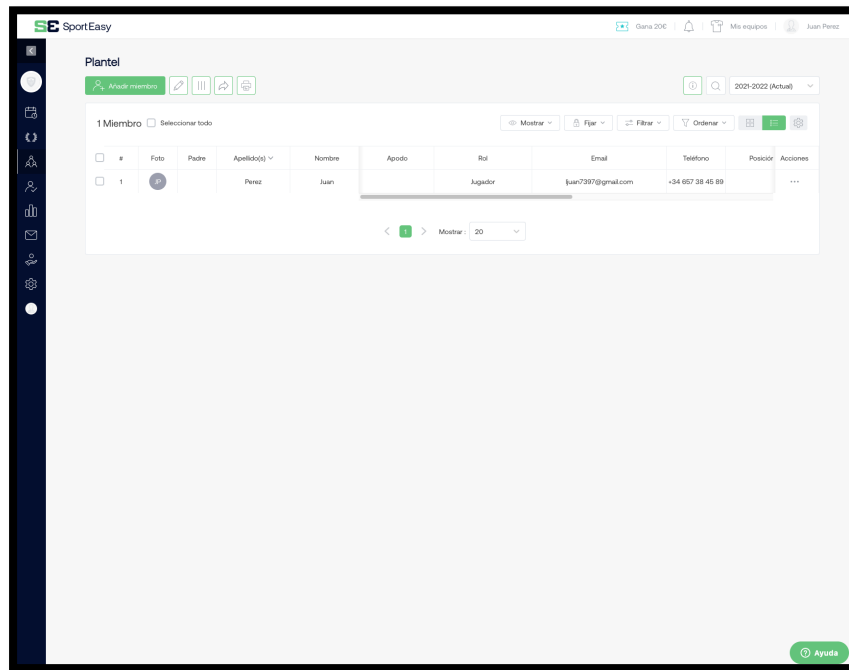 SE SportEasy
Gana 20€
Mis equipos
Juan Perez
Plantel
Añadir miembro
2021-2022 (Actual)
1 Miembro Seleccionar todo
Mostrar Fijar Filtrar Ordenar
# Foto Padre Apellido(s) Nombre Apodo Rol Email Teléfono Posición Acciones
1 JP Perez Juan Jugador ljuan7397@gmail.com +34 657 38 45 89 ...
1 Mostrar : 20
Ayuda